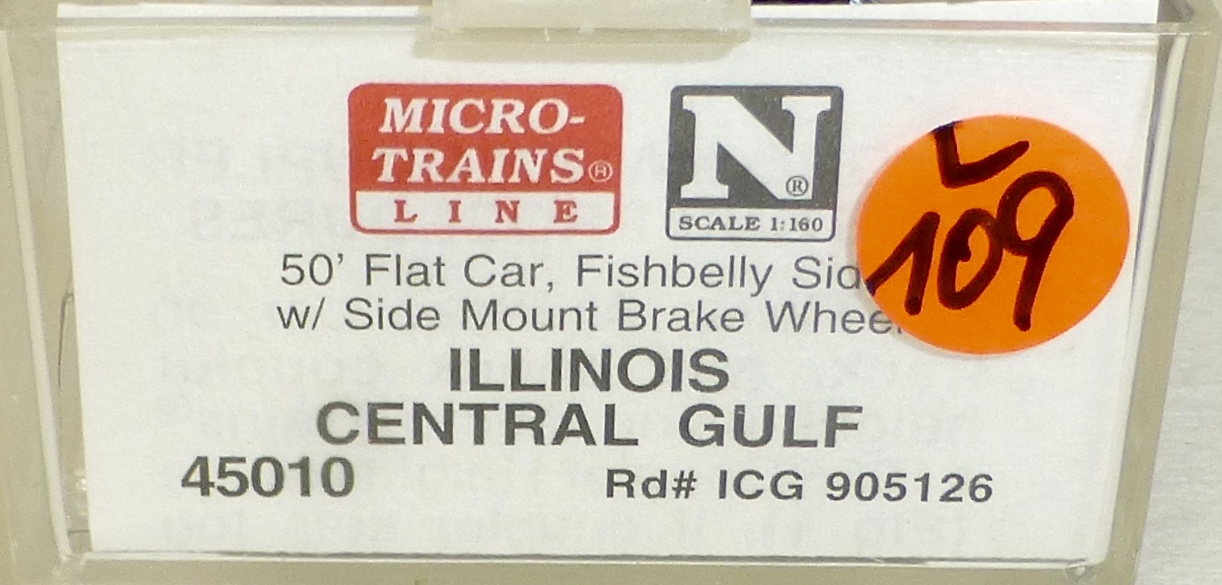 MICRO-
TRAINS®
LINE
N®
SCALE 1:160
L
109
50' Flat Car, Fishbelly Sid
w/ Side Mount Brake Whee
ILLINOIS
CENTRAL GULF
45010 Rd# ICG 905126